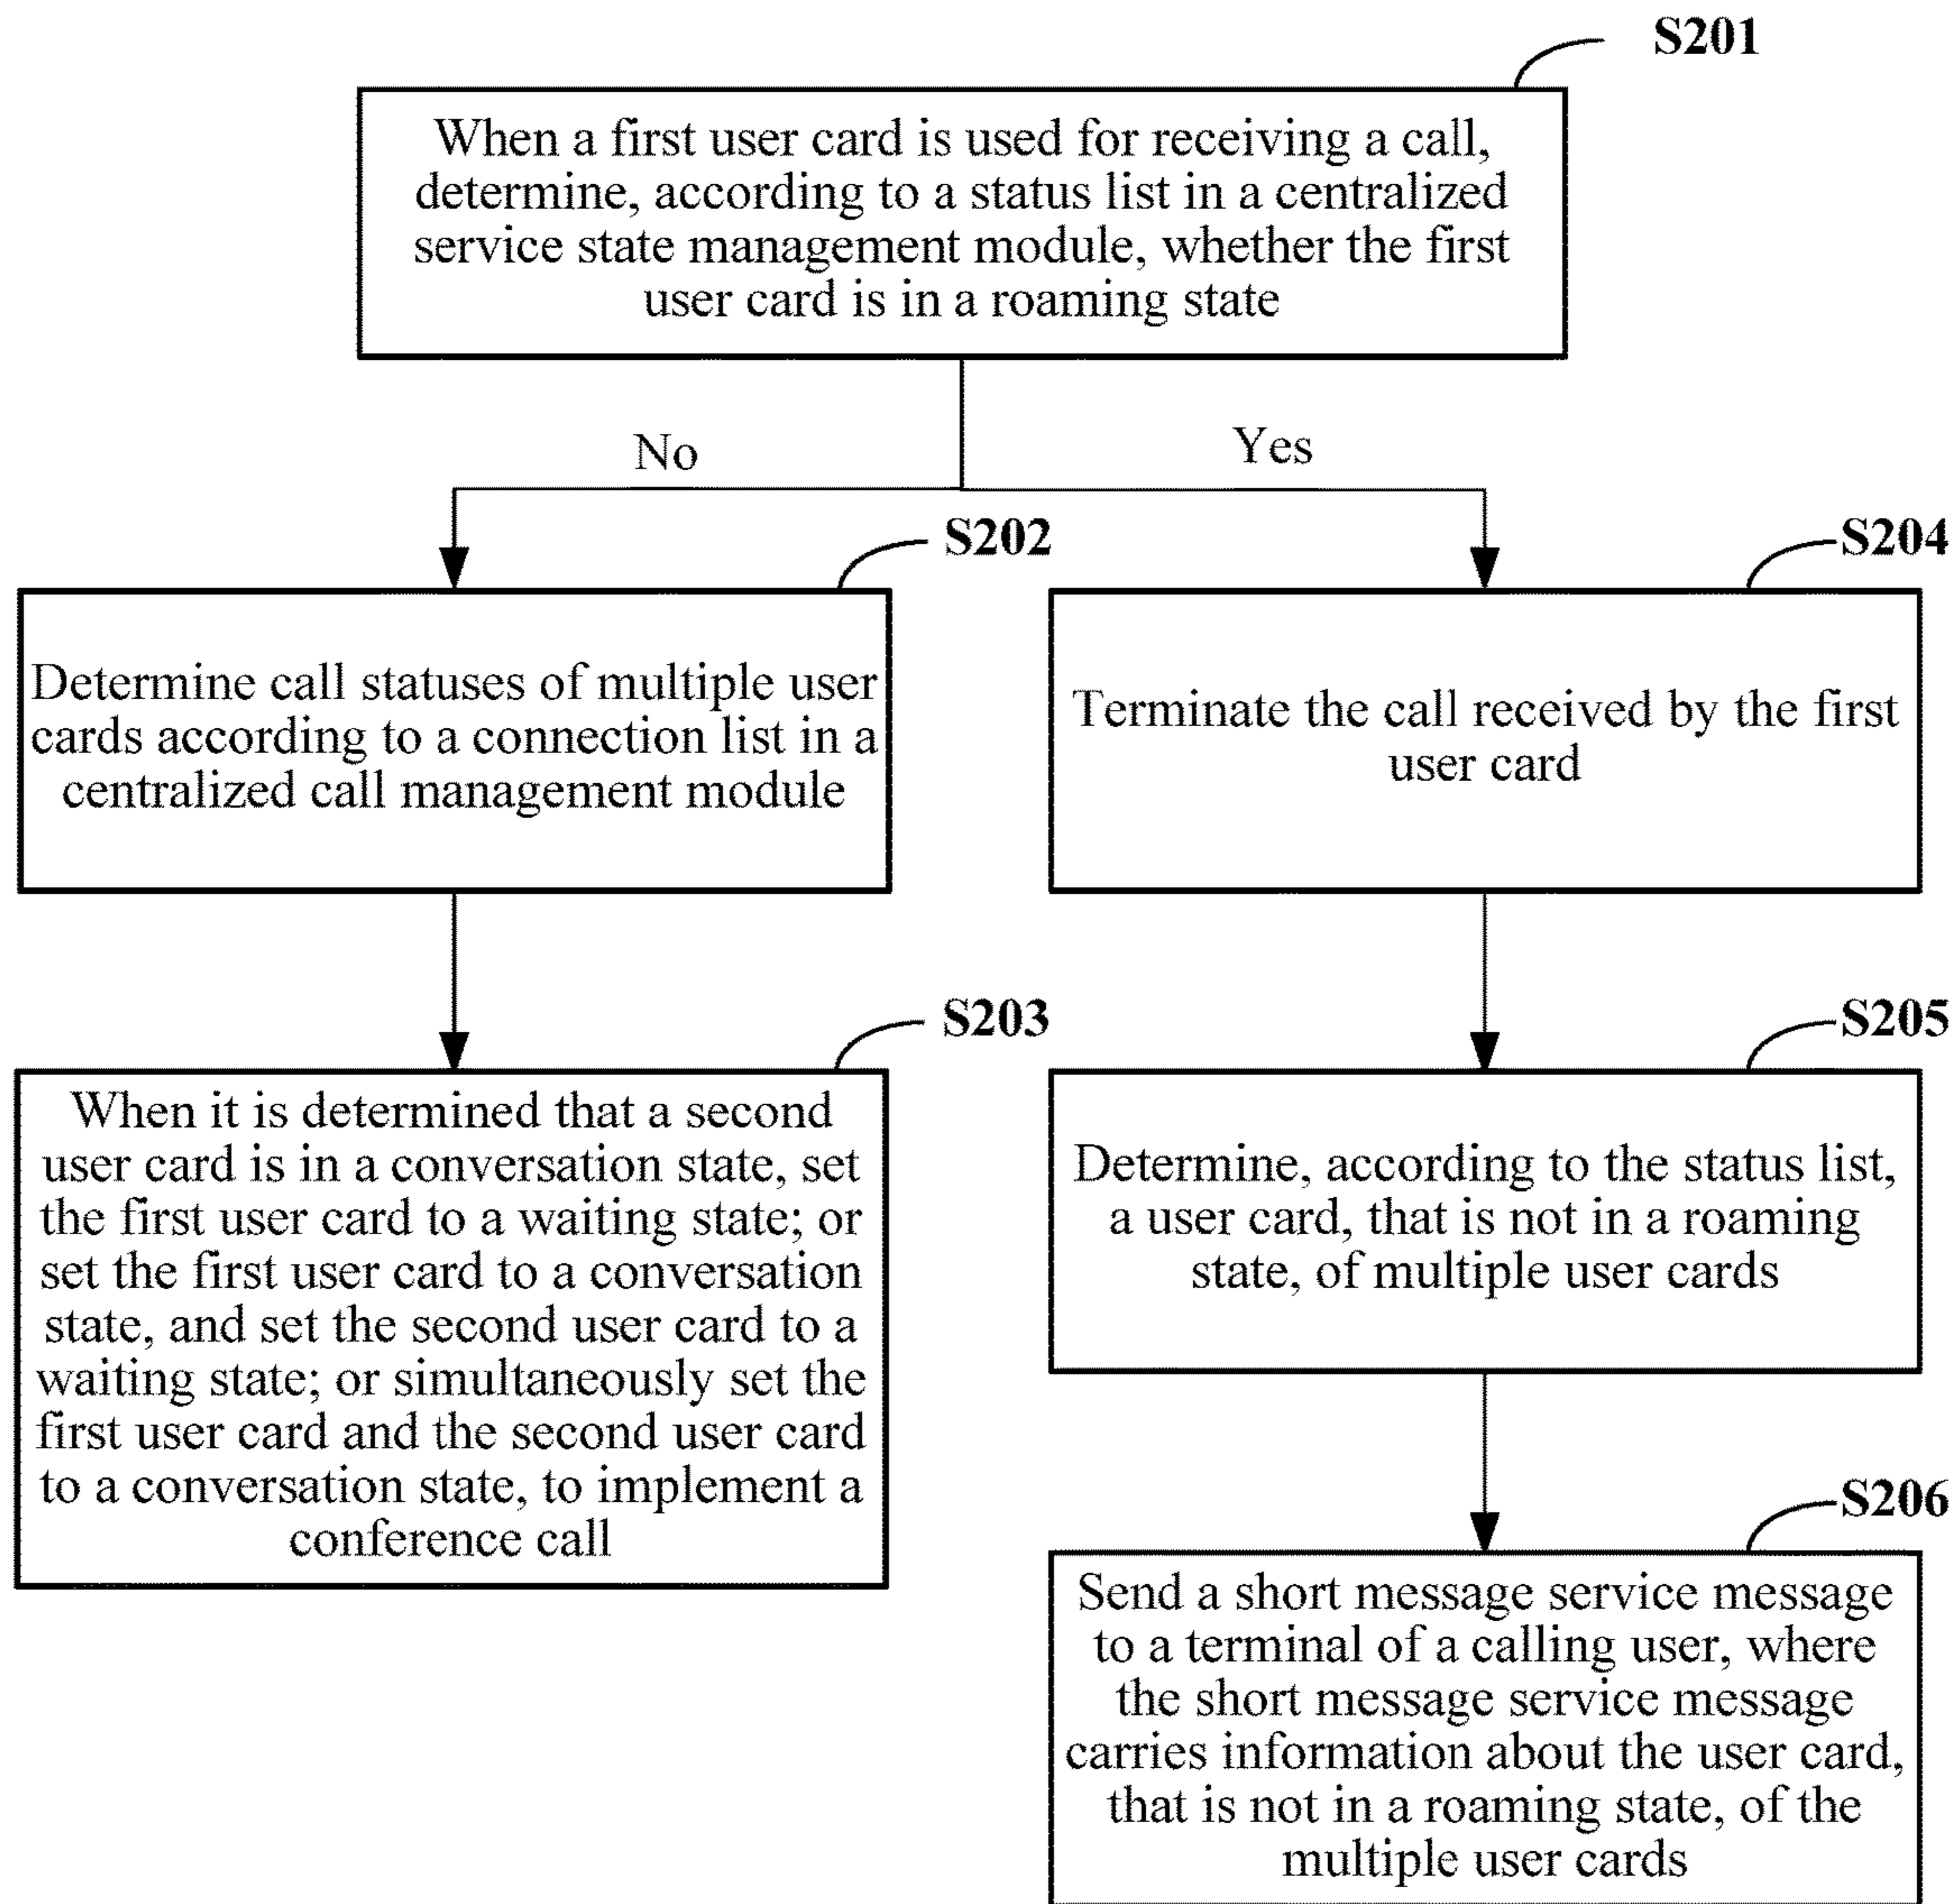 S201
When a first user card is used for receiving a call,
determine, according to a status list in a centralized
service state management module, whether the first
user card is in a roaming state
No
Yes
S202
Determine call statuses of multiple user
cards according to a connection list in a
centralized call management module
S203
When it is determined that a second
user card is in a conversation state, set
the first user card to a waiting state; or
set the first user card to a conversation
state, and set the second user card to a
waiting state; or simultaneously set the
first user card and the second user card
to a conversation state, to implement a
conference call
S204
Terminate the call received by the first
user card
S205
Determine, according to the status list,
a user card, that is not in a roaming
state, of multiple user cards
S206
Send a short message service message
to a terminal of a calling user, where
the short message service message
carries information about the user card,
that is not in a roaming state, of the
multiple user cards